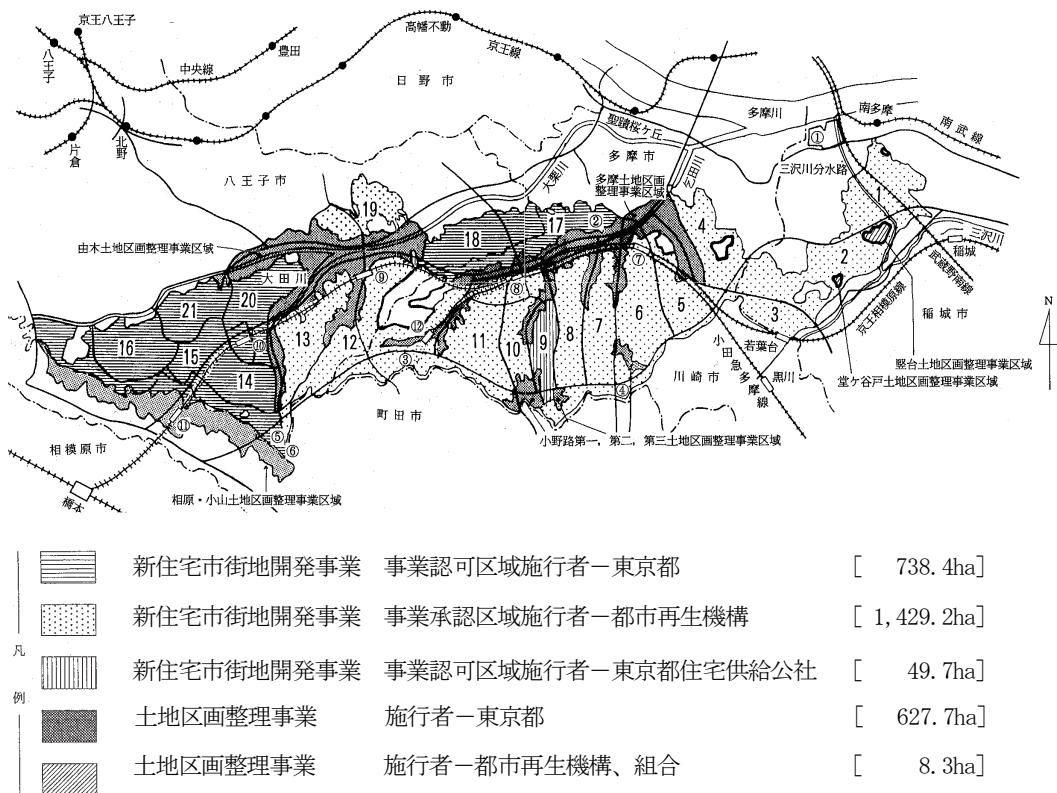 京王八王子
八王子
中央線
豊田
高幡不動
京王線
日野市
北野
片倉
聖蹟桜ケ丘
多摩川
南多摩
南武線
①
多摩市
乞田川
三沢川分水路
大栗川
多摩土地区画
整理事業区域
八王子市
1
19
4
17
②
18
由木土地区画整理事業区域
三沢川
稲城
武蔵野南線
2
大田川
⑨
⑦
⑧
20
21
京王相模原線
稲城市
N
5
6
7
8
9
10
11
12
⑫
13
3
16
15
⑩
14
③
④
若葉台
小田急多摩線
黒川
川崎市
竪台土地区画整理事業区域
堂ケ谷戸土地区画整理事業区域
町田市
相模原市
⑪
⑤
⑥
小野路第一，第二，第三土地区画整理事業区域
橋本
相原・小山土地区画整理事業区域
凡例
新住宅市街地開発事業 事業認可区域施行者－東京都 [ 738.4ha]
新住宅市街地開発事業 事業承認区域施行者－都市再生機構 [ 1,429.2ha]
新住宅市街地開発事業 事業認可区域施行者－東京都住宅供給公社 [ 49.7ha]
土地区画整理事業 施行者－東京都 [ 627.7ha]
土地区画整理事業 施行者－都市再生機構、組合 [ 8.3ha]